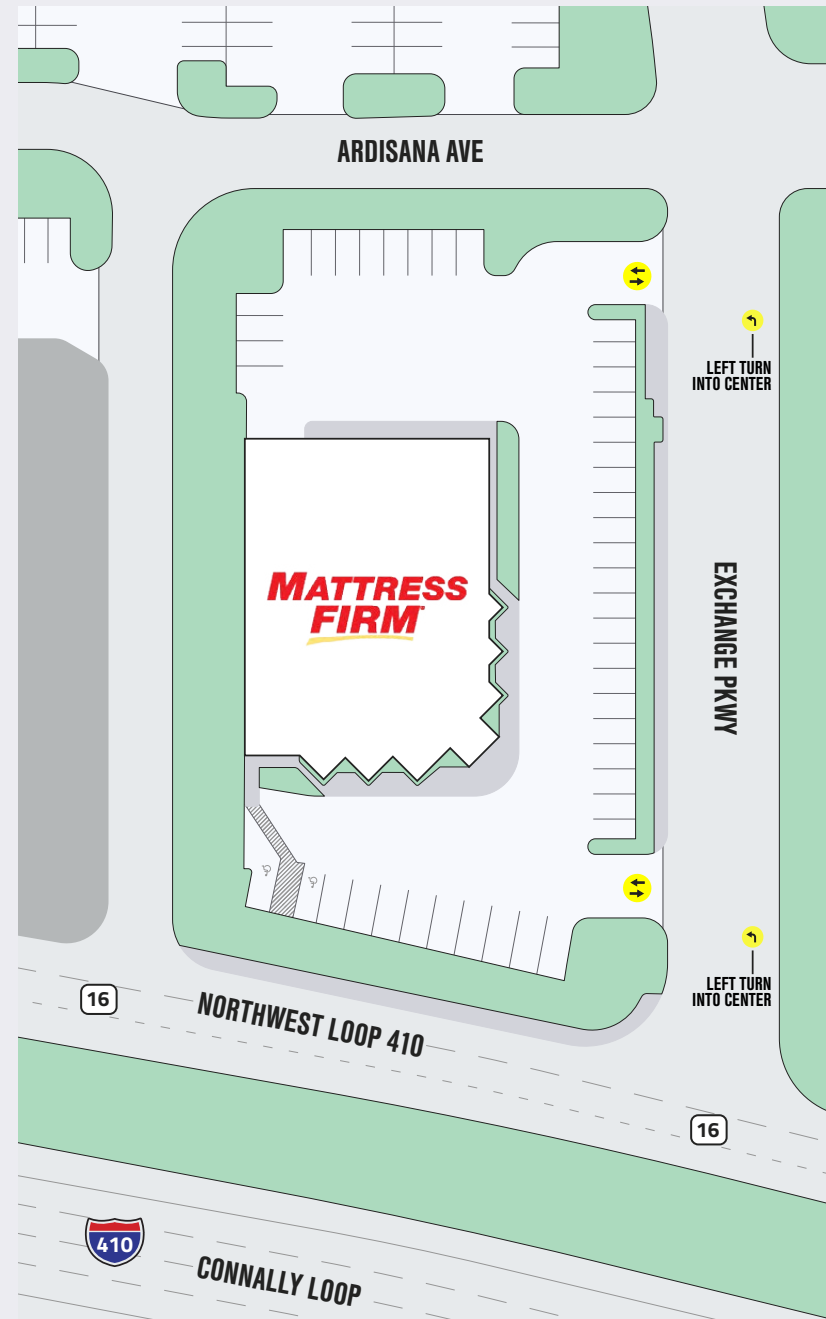 ARDISANA AVE
LEFT TURN
INTO CENTER
MATTRESS
FIRM
EXCHANGE PKWY
LEFT TURN
INTO CENTER
16
NORTHWEST LOOP 410
16
410
CONNALLY LOOP